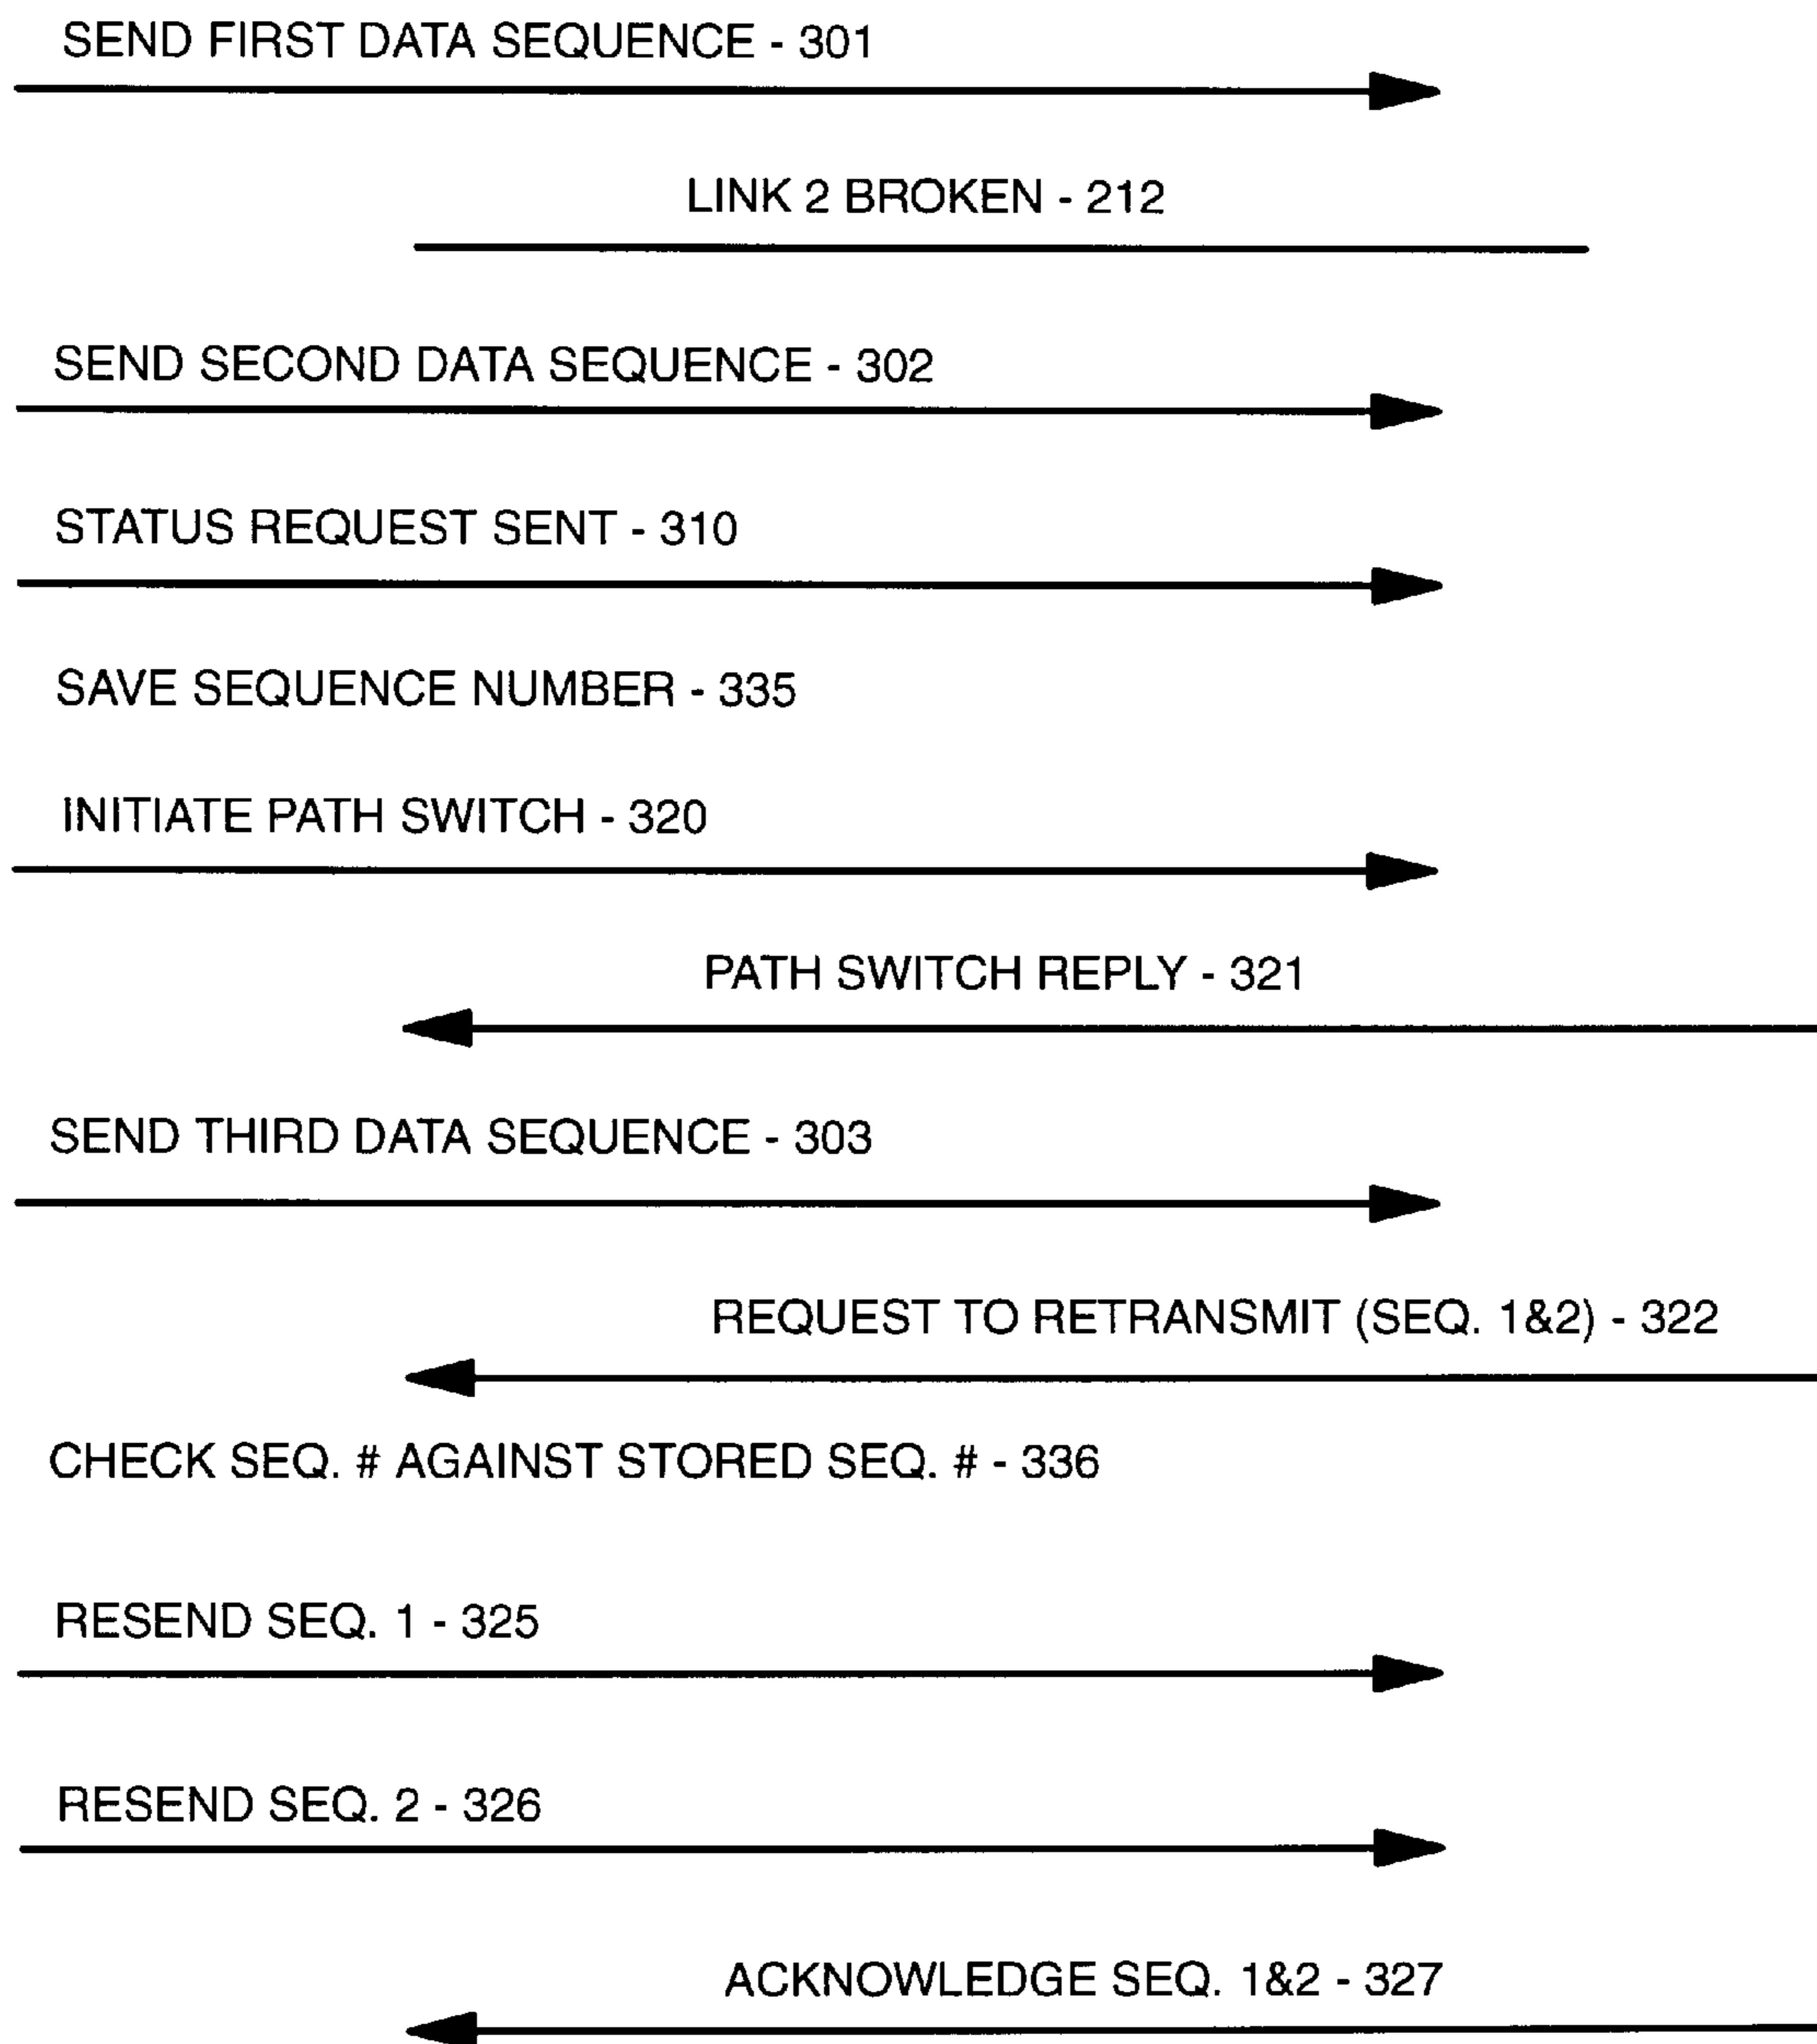 SEND FIRST DATA SEQUENCE - 301
LINK 2 BROKEN - 212
SEND SECOND DATA SEQUENCE - 302
STATUS REQUEST SENT - 310
SAVE SEQUENCE NUMBER - 335
INITIATE PATH SWITCH - 320
PATH SWITCH REPLY - 321
SEND THIRD DATA SEQUENCE - 303
REQUEST TO RETRANSMIT (SEQ. 1&2) - 322
CHECK SEQ. # AGAINST STORED SEQ. # - 336
RESEND SEQ. 1 - 325
RESEND SEQ. 2 - 326
ACKNOWLEDGE SEQ. 1&2 - 327